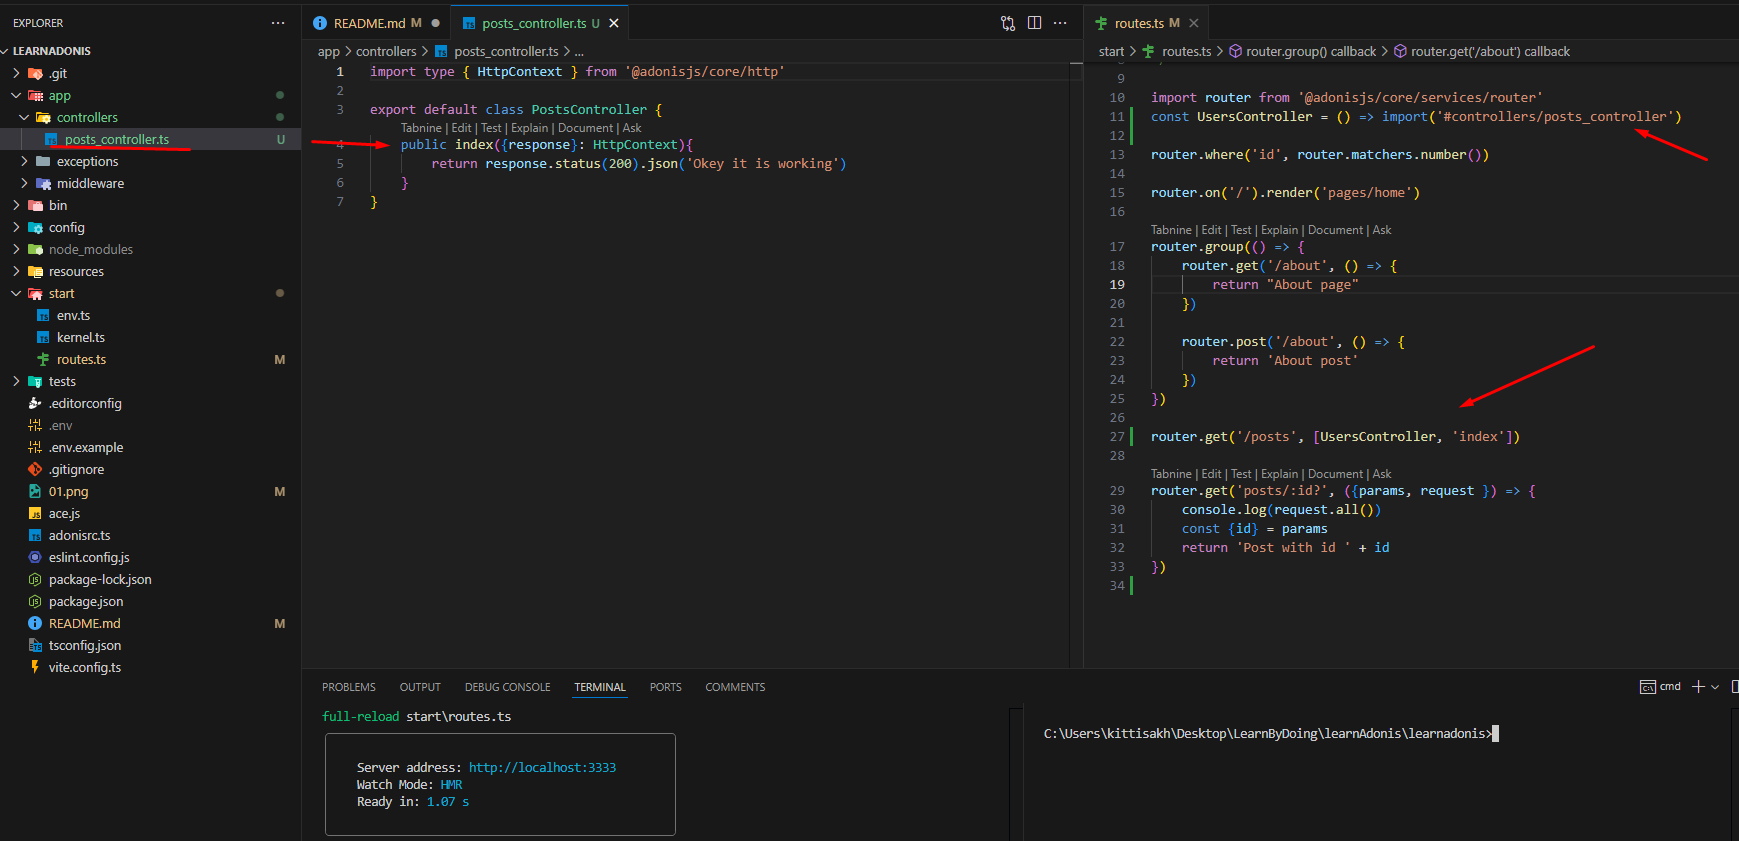 EXPLORER
LEARNADONIS
.git
app
controllers
posts_controller.ts U
exceptions
middleware
bin
config
node_modules
resources
start
env.ts
kernel.ts
routes.ts M
tests
.editorconfig
.env
.env.example
.gitignore
01.png M
ace.js
adonisrc.ts
eslint.config.js
package-lock.json
package.json
README.md M
tsconfig.json
vite.config.ts
README.md M posts_controller.ts U
app > controllers > posts_controller.ts > ...
1 import type { HttpContext } from '@adonisjs/core/http'
2
3 export default class PostsController {
Tabnine | Edit | Test | Explain | Document | Ask
4 public index({response}: HttpContext){
5 return response.status(200).json('Okey it is working')
6 }
7 }
routes.ts M
start > routes.ts > router.group() callback > router.get('/about') callback
9
10 import router from '@adonisjs/core/services/router'
11 const UsersController = () => import('#controllers/posts_controller')
12
13 router.where('id', router.matchers.number())
14
15 router.on('/').render('pages/home')
16
Tabnine | Edit | Test | Explain | Document | Ask
17 router.group(() => {
18 router.get('/about', () => {
19 return "About page"
20 })
21
22 router.post('/about', () => {
23 return 'About post'
24 })
25 })
26
27 router.get('/posts', [UsersController, 'index'])
28
Tabnine | Edit | Test | Explain | Document | Ask
29 router.get('posts/:id?', ({params, request }) => {
30 console.log(request.all())
31 const {id} = params
32 return 'Post with id ' + id
33 })
34
PROBLEMS OUTPUT DEBUG CONSOLE TERMINAL PORTS COMMENTS
cmd
full-reload start\routes.ts
Server address: http://localhost:3333
Watch Mode: HMR
Ready in: 1.07 s
C:\Users\kittisakh\Desktop\LearnByDoing\learnAdonis\learnadonis>